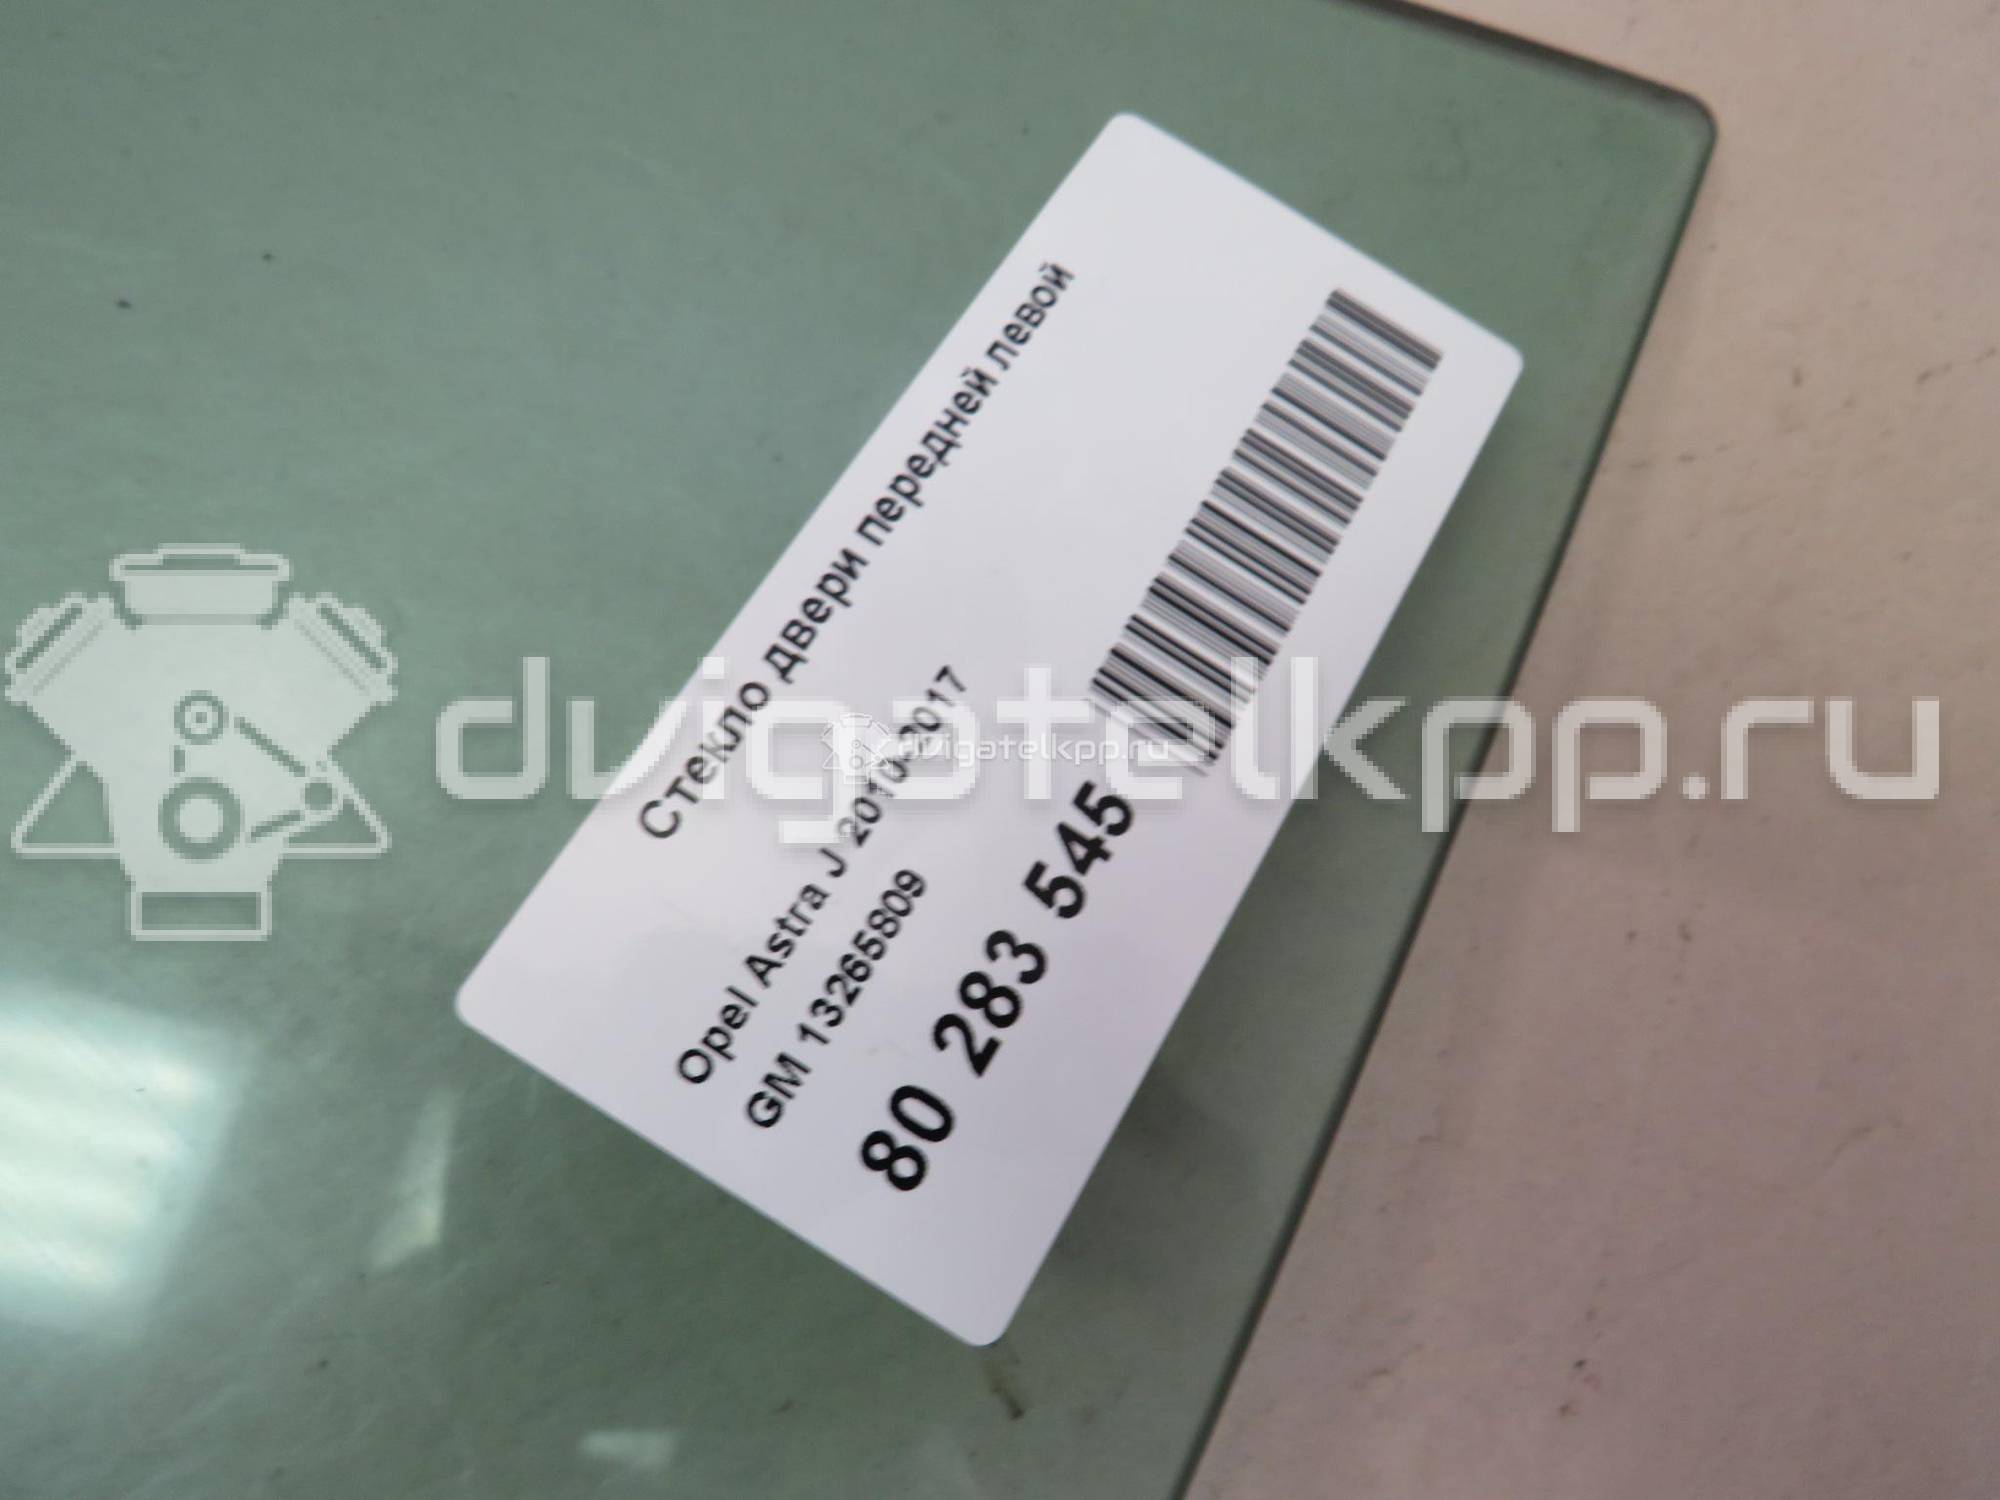 Стекло двери передней левой
Opel Astra J 2010-2017
GM 13265809
80 283 545
dvigatelkpp.ru
dvigatelkpp.ru